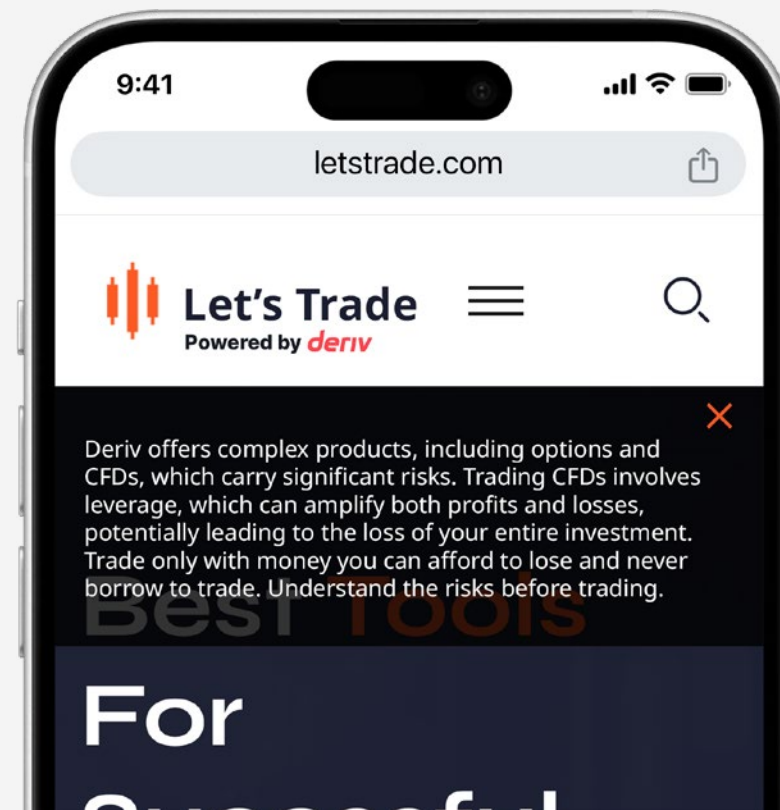 9:41
letstrade.com
Let's Trade
Powered by deriv
Deriv offers complex products, including options and
CFDs, which carry significant risks. Trading CFDs involves
leverage, which can amplify both profits and losses,
potentially leading to the loss of your entire investment.
Trade only with money you can afford to lose and never
borrow to trade. Understand the risks before trading.
Best Tools
For